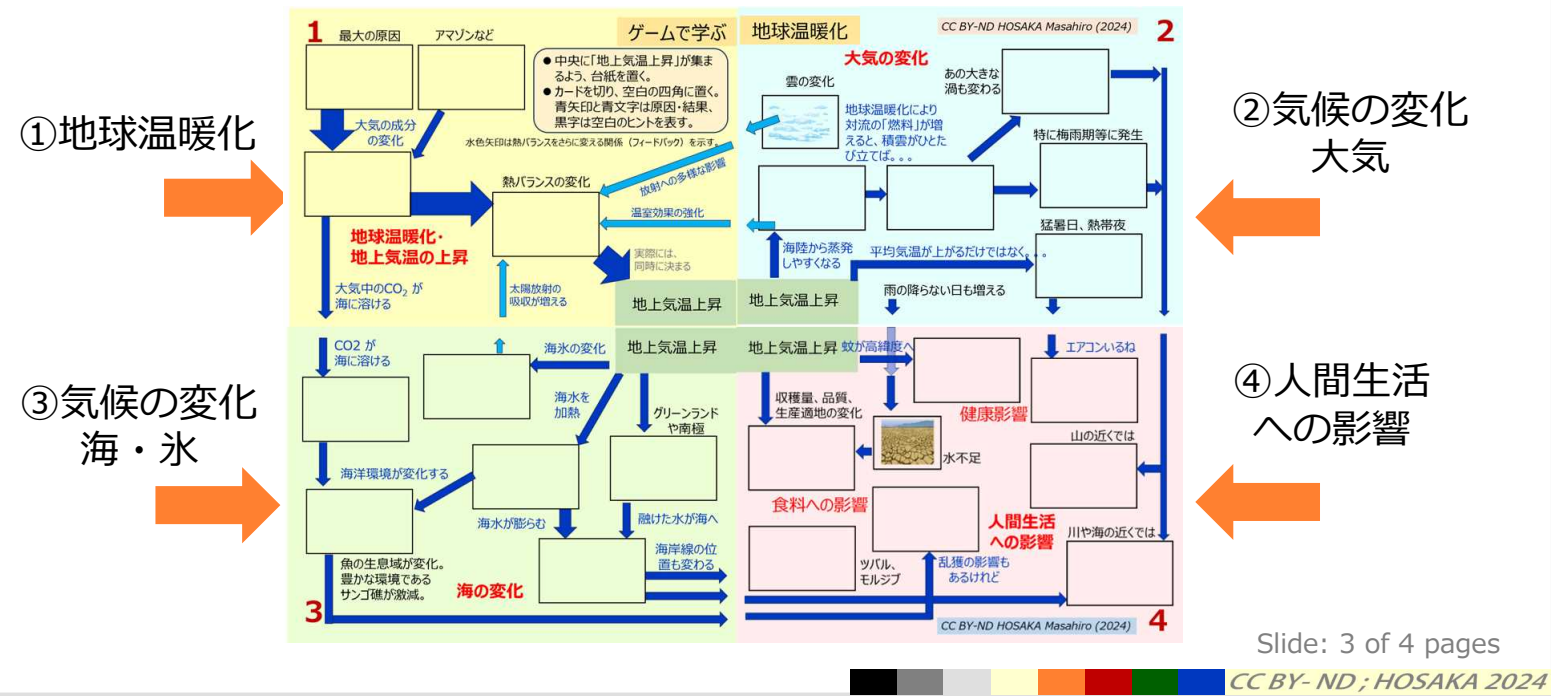 ①地球温暖化
②気候の変化
大気
③気候の変化
海・氷
④人間生活
への影響
1
最大の原因
アマゾンなど
ゲームで学ぶ
● 中央に「地上気温上昇」が集ま
るよう、台紙を置く。
● カードを切り、空白の四角に置く。
青矢印と青文字は原因・結果、
黒字は空白のヒントを表す。
水色矢印は熱バランスをさらに変える関係（フィードバック）を示す。
大気の成分
の変化
熱バランスの変化
放射への多様な影響
温室効果の強化
地球温暖化・
地上気温の上昇
実際には、
同時に決まる
大気中のCO2 が
海に溶ける
太陽放射の
吸収が増える
地上気温上昇
地球温暖化
CC BY-ND HOSAKA Masahiro (2024)
2
大気の変化
雲の変化
あの大きな
渦も変わる
地球温暖化により
対流の「燃料」が増
えると、積雲がひとた
び立てば。。。
特に梅雨期等に発生
猛暑日、熱帯夜
海陸から蒸発
しやすくなる
平均気温が上がるだけではなく。。。
雨の降らない日も増える
地上気温上昇
CO2 が
海に溶ける
海氷の変化
地上気温上昇
海水を
加熱
グリーンランド
や南極
海洋環境が変化する
海水が膨らむ
融けた水が海へ
魚の生息域が変化。
豊かな環境である
サンゴ礁が激減。
海の変化
海岸線の位
置も変わる
3
地上気温上昇
蚊が高緯度へ
エアコンいるね
収穫量、品質、
生産適地の変化
健康影響
山の近くでは
水不足
食料への影響
人間生活
への影響
川や海の近くでは
ツバル、
モルジブ
乱獲の影響も
あるけれど
CC BY-ND HOSAKA Masahiro (2024)
4
Slide: 3 of 4 pages
CC BY- ND ; HOSAKA 2024